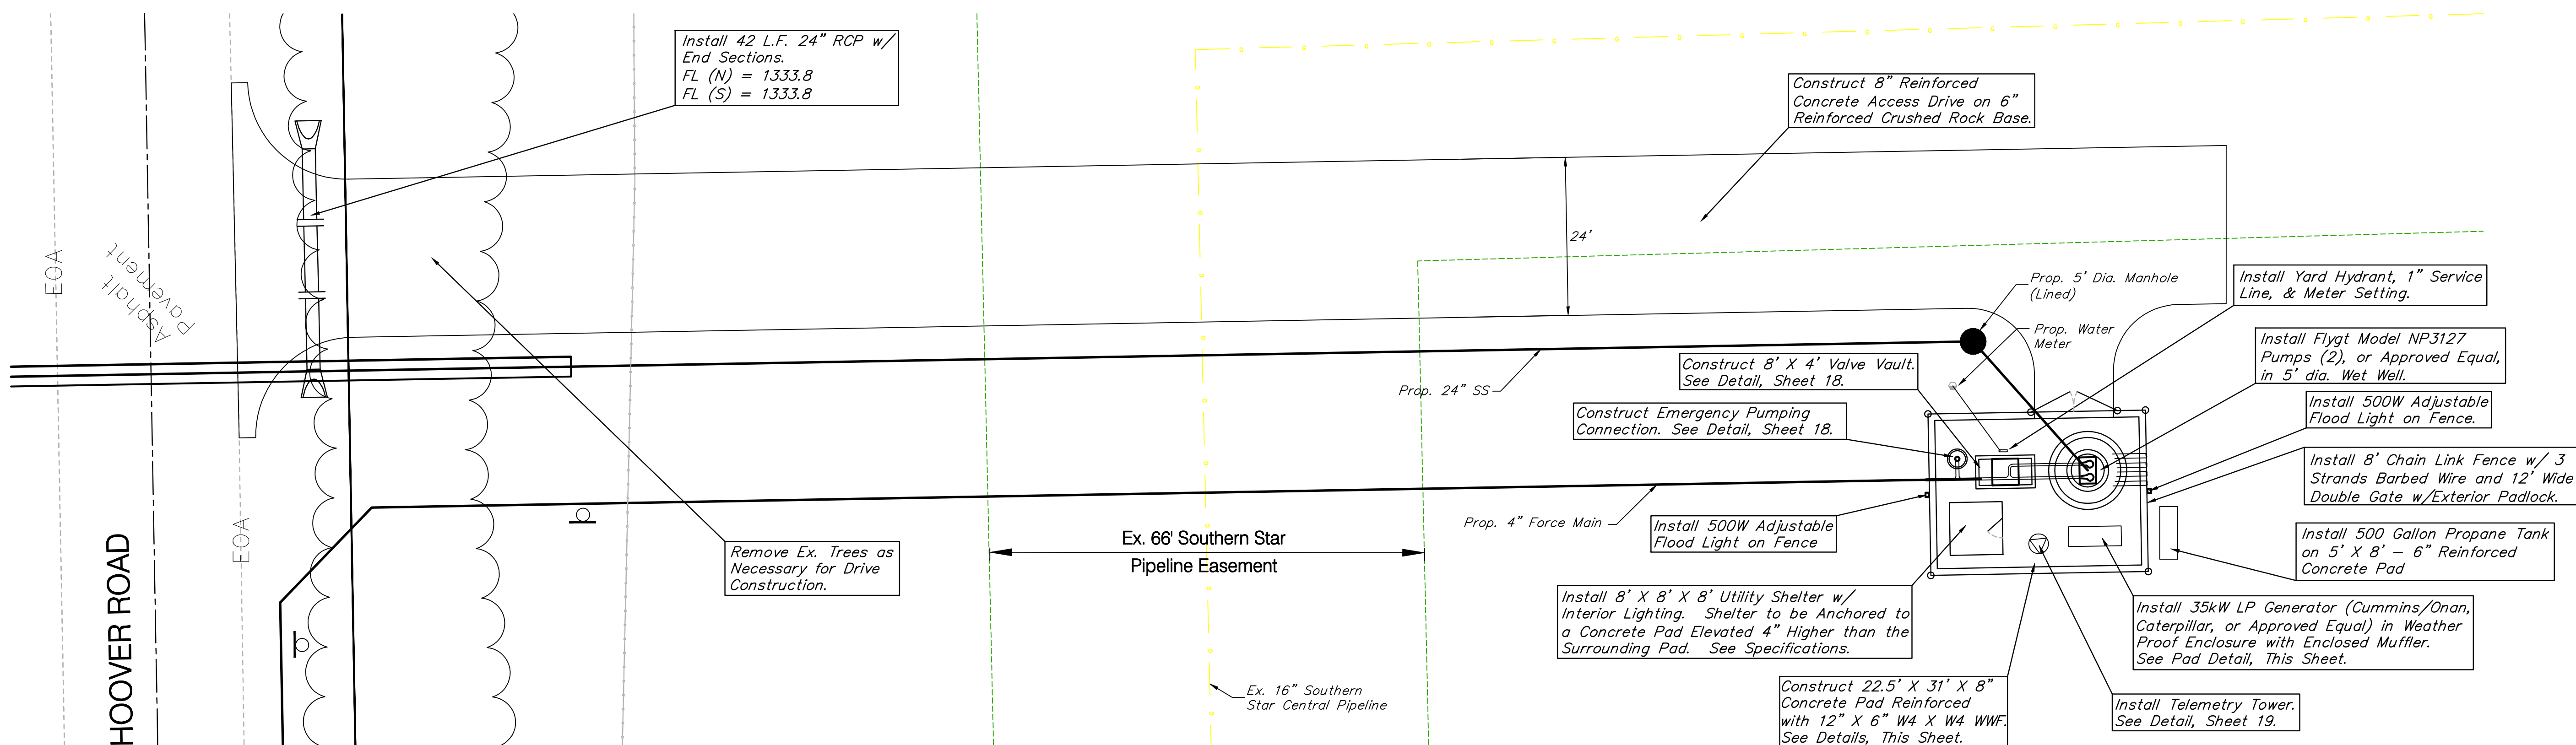 Install 42 L.F. 24" RCP w/
End Sections.
FL (N) = 1333.8
FL (S) = 1333.8
Construct 8" Reinforced
Concrete Access Drive on 6"
Reinforced Crushed Rock Base.
24'
EOA
Asphalt
Pavement
Prop. 5' Dia. Manhole
(Lined)
Install Yard Hydrant, 1" Service
Line, & Meter Setting.
Prop. Water
Meter
Install Flygt Model NP3127
Pumps (2), or Approved Equal,
in 5' dia. Wet Well.
Construct 8' X 4' Valve Vault.
See Detail, Sheet 18.
Prop. 24" SS
Install 500W Adjustable
Flood Light on Fence.
Construct Emergency Pumping
Connection. See Detail, Sheet 18.
Install 8' Chain Link Fence w/ 3
Strands Barbed Wire and 12' Wide
Double Gate w/Exterior Padlock.
EOA
Prop. 4" Force Main
Install 500W Adjustable
Flood Light on Fence
HOOVER ROAD
Remove Ex. Trees as
Necessary for Drive
Construction.
Ex. 66' Southern Star
Pipeline Easement
Install 500 Gallon Propane Tank
on 5' X 8' - 6" Reinforced
Concrete Pad
Install 8' X 8' X 8' Utility Shelter w/
Interior Lighting. Shelter to be Anchored to
a Concrete Pad Elevated 4" Higher than the
Surrounding Pad. See Specifications.
Install 35kW LP Generator (Cummins/Onan,
Caterpillar, or Approved Equal) in Weather
Proof Enclosure with Enclosed Muffler.
See Pad Detail, This Sheet.
Ex. 16" Southern
Star Central Pipeline
Construct 22.5' X 31' X 8"
Concrete Pad Reinforced
with 12" X 6" W4 X W4 WWF.
See Details, This Sheet.
Install Telemetry Tower.
See Detail, Sheet 19.